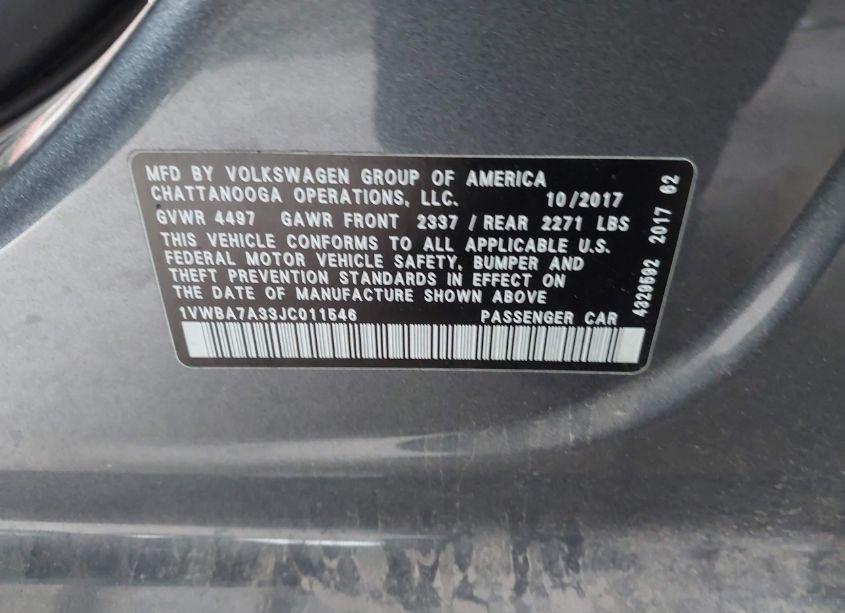 MFD BY VOLKSWAGEN GROUP OF AMERICA
CHATTANOOGA OPERATIONS, LLC. 10/2017
GVWR 4497 GAWR FRONT 2337 / REAR 2271 LBS
THIS VEHICLE CONFORMS TO ALL APPLICABLE U.S.
FEDERAL MOTOR VEHICLE SAFETY, BUMPER AND
THEFT PREVENTION STANDARDS IN EFFECT ON
THE DATE OF MANUFACTURE SHOWN ABOVE
1VWBA7A33JC011546 PASSENGER CAR
4329592 2017 62